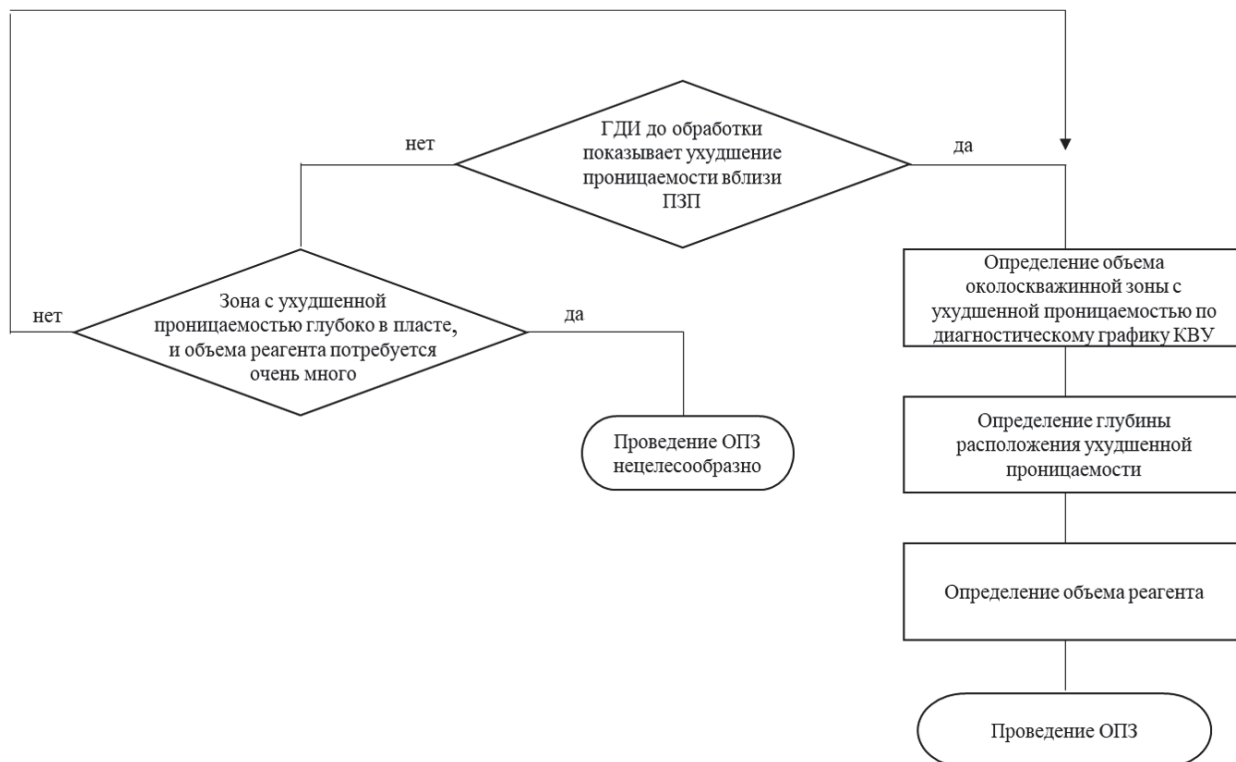 ГДИ до обработки
показывает ухудшение
проницаемости вблизи
ПЗП
нет
да
Зона с ухудшенной
проницаемостью глубоко в пласте,
и объема реагента потребуется
очень много
нет
да
Проведение ОПЗ
нецелесообразно
Определение объема
околоскважинной зоны с
ухудшенной проницаемостью по
диагностическому графику КВУ
Определение глубины
расположения ухудшенной
проницаемости
Определение объема реагента
Проведение ОПЗ